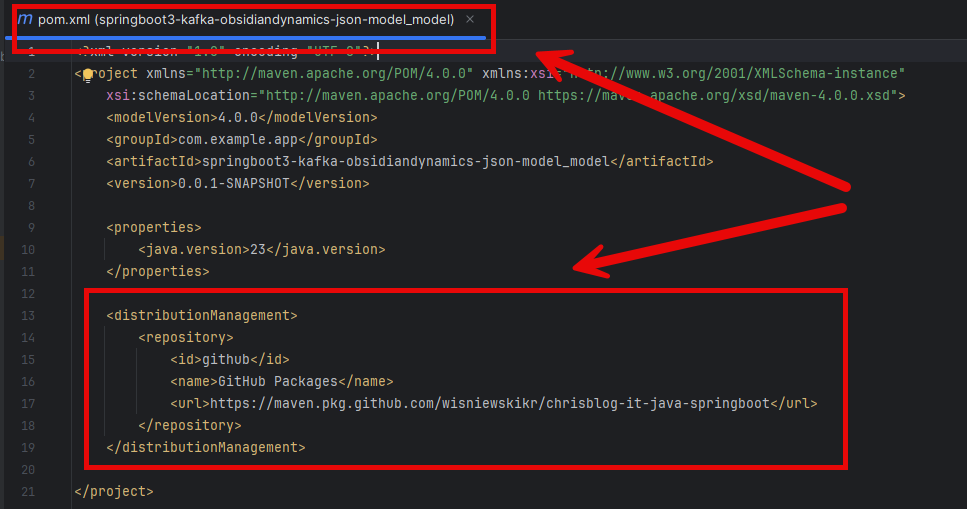 m pom.xml (springboot3-kafka-obsidiandynamics-json-model_model) ×
1 <?xml version="1.0" encoding="UTF-8"?>
2 <project xmlns="http://maven.apache.org/POM/4.0.0" xmlns:xsi="http://www.w3.org/2001/XMLSchema-instance"
3 xsi:schemaLocation="http://maven.apache.org/POM/4.0.0 https://maven.apache.org/xsd/maven-4.0.0.xsd">
4 <modelVersion>4.0.0</modelVersion>
5 <groupId>com.example.app</groupId>
6 <artifactId>springboot3-kafka-obsidiandynamics-json-model_model</artifactId>
7 <version>0.0.1-SNAPSHOT</version>
8
9 <properties>
10 <java.version>23</java.version>
11 </properties>
12
13 <distributionManagement>
14 <repository>
15 <id>github</id>
16 <name>GitHub Packages</name>
17 <url>https://maven.pkg.github.com/wisniewskikr/chrisblog-it-java-springboot</url>
18 </repository>
19 </distributionManagement>
20
21 </project>